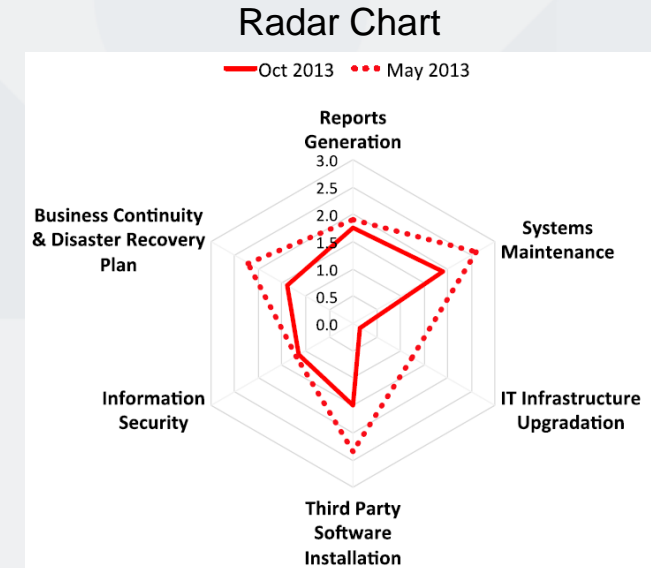 Radar Chart
Oct 2013
May 2013
Reports
Generation
3.0
2.5
2.0
1.5
1.0
0.5
0.0
Business Continuity
& Disaster Recovery
Plan
Systems
Maintenance
Information
Security
IT Infrastructure
Upgradation
Third Party
Software
Installation